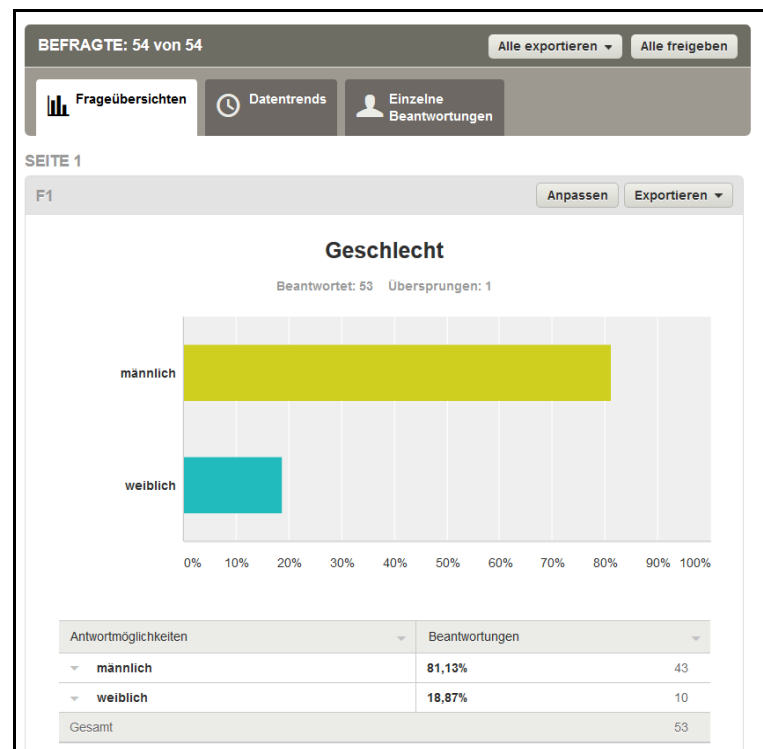 BEFRAGTE: 54 von 54
Alle exportieren
Alle freigeben
Frageübersichten
Datentrends
Einzelne
Beantwortungen
SEITE 1
F1
Anpassen
Exportieren
Geschlecht
Beantwortet: 53 Übersprungen: 1
männlich
weiblich
0% 10% 20% 30% 40% 50% 60% 70% 80% 90% 100%
Antwortmöglichkeiten Beantwortungen
männlich 81,13% 43
weiblich 18,87% 10
Gesamt 53